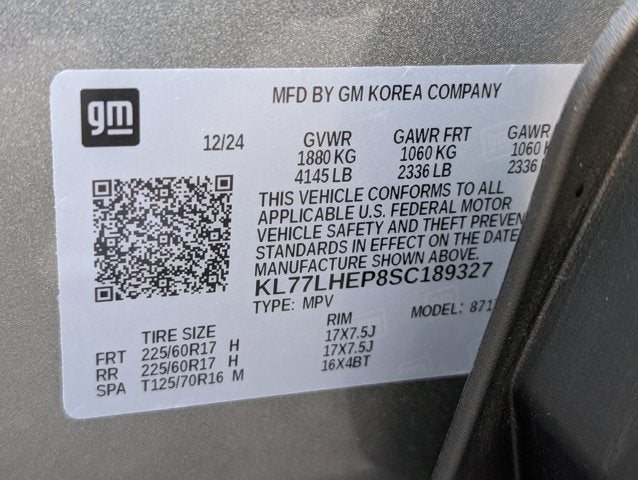 gm
MFD BY GM KOREA COMPANY
12/24 GVWR GAWR FRT GAWR
1880 KG 1060 KG 1060
4145 LB 2336 LB 2336
THIS VEHICLE CONFORMS TO ALL
APPLICABLE U.S. FEDERAL MOTOR
VEHICLE SAFETY AND THEFT
STANDARDS IN EFFECT ON THE DATE
MANUFACTURE SHOWN ABOVE.
KL77LHEP8SC189327
TYPE: MPV MODEL:
TIRE SIZE RIM
FRT 225/60R17 H 17X7.5J
RR 225/60R17 H 17X7.5J
SPA T125/70R16 M 16X4BT